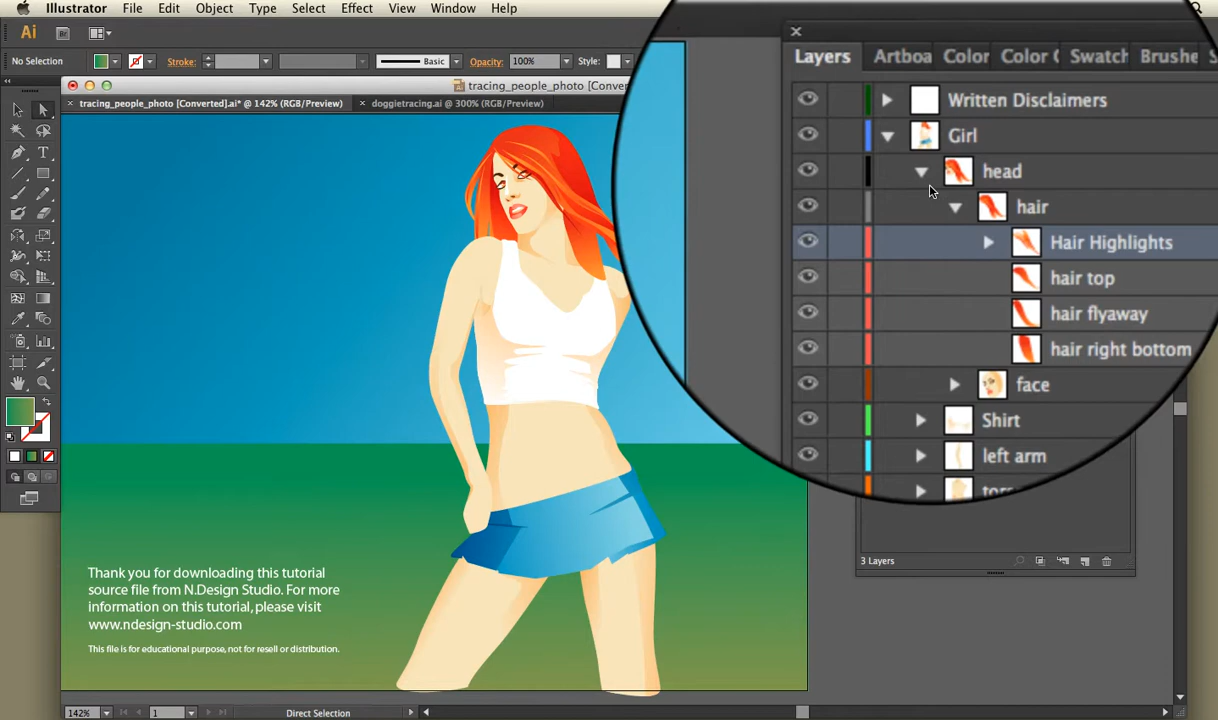 Illustrator File Edit Object Type Select Effect View Window Help
Ai Br
No Selection Stroke: Basic Opacity: 100% Style:
tracing_people_photo [Conver
tracing_people_photo [Converted].ai* @ 142% (RGB/Preview) doggietracing.ai @ 300% (RGB/Preview)
Layers Artboa Color Color Swatch Brushe
Written Disclaimers
Girl
head
hair
Hair Highlights
hair top
hair flyaway
hair right bottom
face
Shirt
left arm
3 Layers
Thank you for downloading this tutorial
source file from N.Design Studio. For more
information on this tutorial, please visit
www.ndesign-studio.com
This file is for educational purpose, not for resell or distribution.
142% 1 Direct Selection